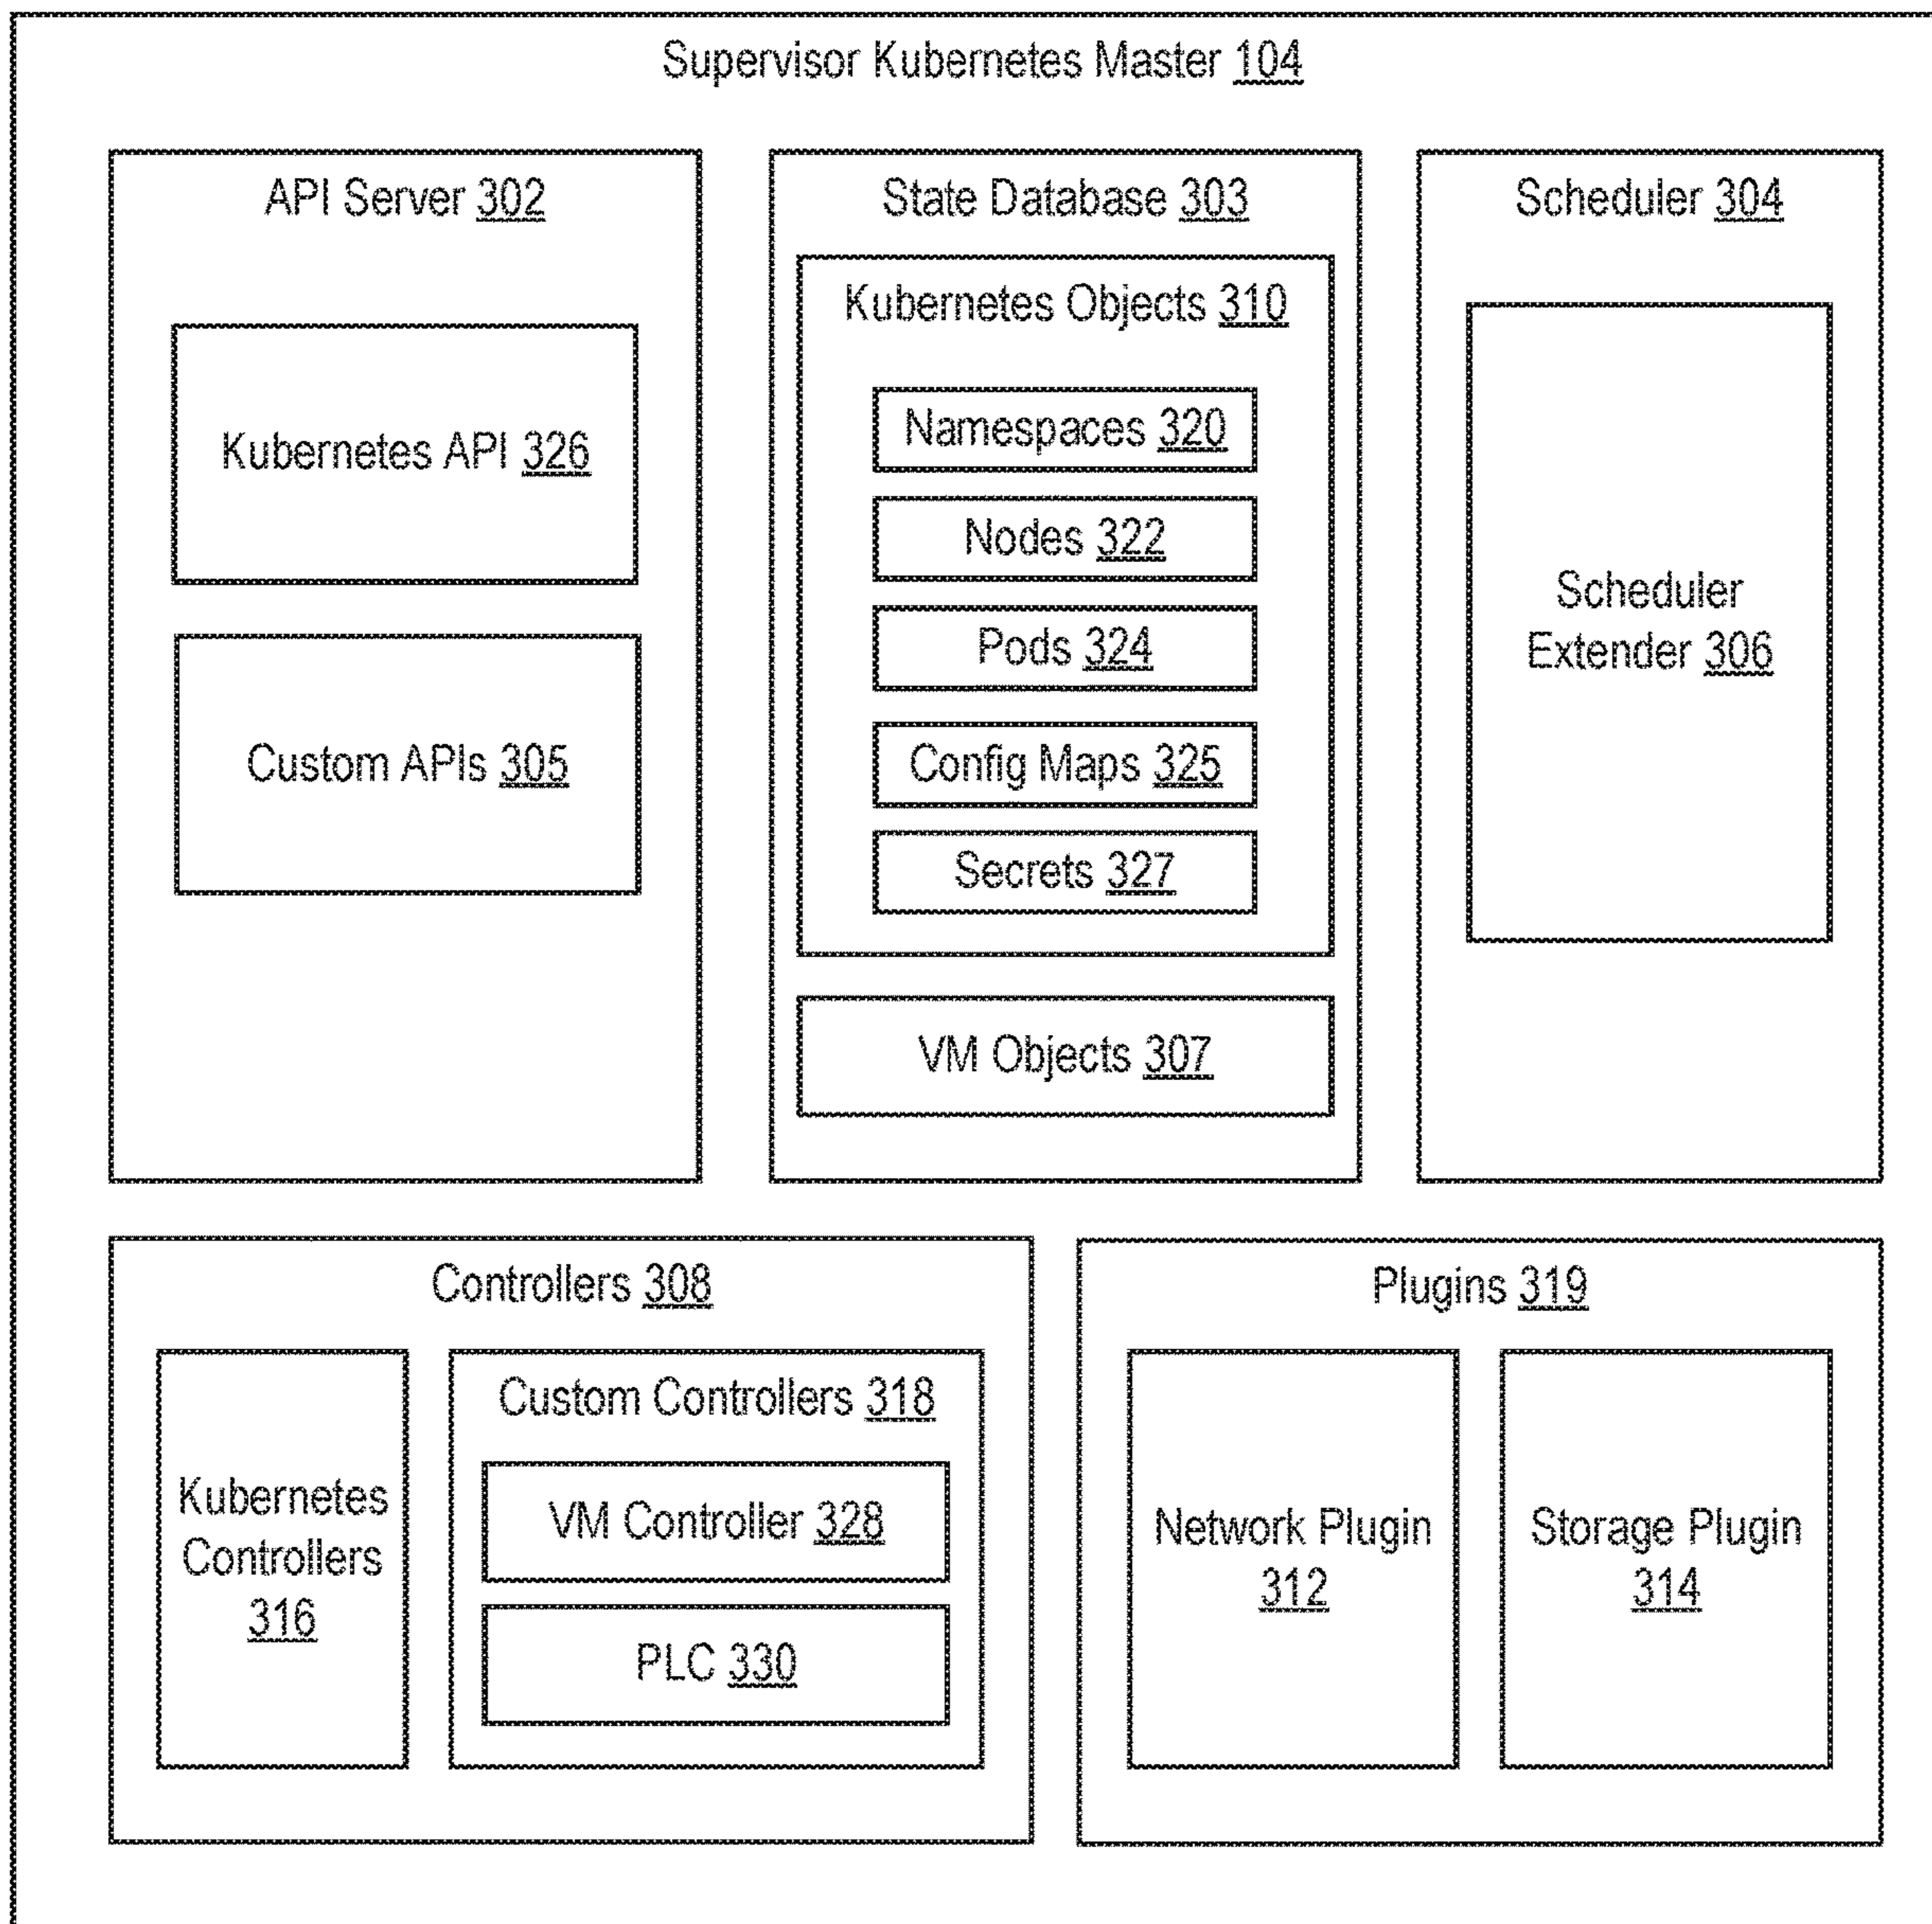 Supervisor Kubernetes Master 104
API Server 302
Kubernetes API 326
Custom APIs 305
State Database 303
Kubernetes Objects 310
Namespaces 320
Nodes 322
Pods 324
Config Maps 325
Secrets 327
VM Objects 307
Scheduler 304
Scheduler
Extender 306
Controllers 308
Kubernetes
Controllers
316
Custom Controllers 318
VM Controller 328
PLC 330
Plugins 319
Network Plugin
312
Storage Plugin
314